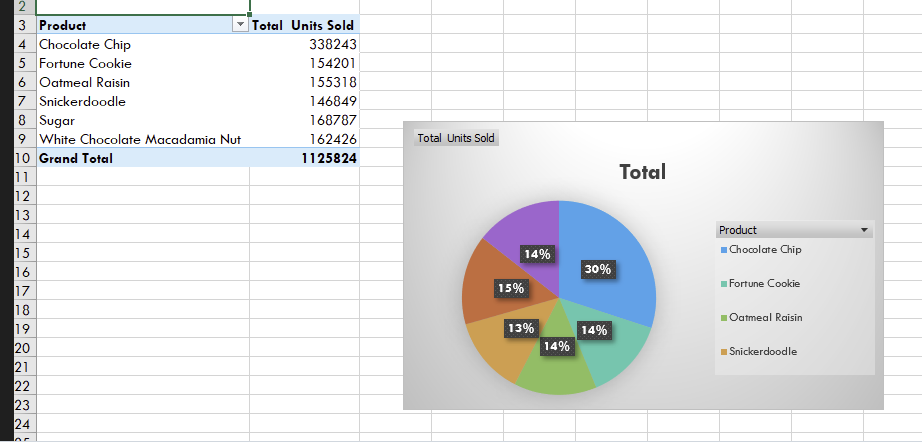 2
3 Product Total Units Sold
4 Chocolate Chip 338243
5 Fortune Cookie 154201
6 Oatmeal Raisin 155318
7 Snickerdoodle 146849
8 Sugar 168787
9 White Chocolate Macadamia Nut 162426
10 Grand Total 1125824
11
12
13
14
15
16
17
18
19
20
21
22
23
24
Total Units Sold
Total
14%
30%
15%
13%
14%
14%
Product
Chocolate Chip
Fortune Cookie
Oatmeal Raisin
Snickerdoodle